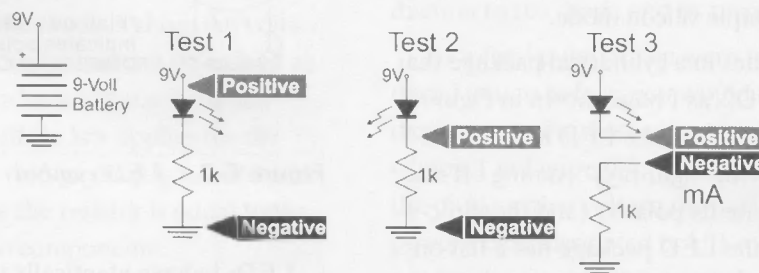 9V
9-Volt
Battery
Test 1
9V
Positive
1k
Negative
Test 2
9V
Positive
1k
Negative
Test 3
9V
Positive
Negative
mA
1k